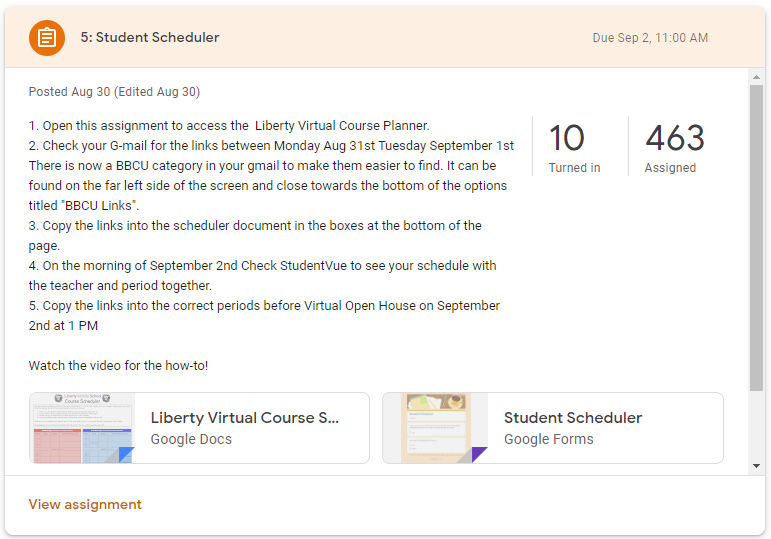 5: Student Scheduler
Due Sep 2, 11:00 AM
Posted Aug 30 (Edited Aug 30)
1. Open this assignment to access the  Liberty Virtual Course Planner.
2. Check your G-mail for the links between Monday Aug 31st Tuesday September 1st
There is now a BBCU category in your gmail to make them easier to find. It can be
found on the far left side of the screen and close towards the bottom of the options
titled "BBCU Links".
3. Copy the links into the scheduler document in the boxes at the bottom of the
page.
4. On the morning of September 2nd Check StudentVue to see your schedule with
the teacher and period together.
5. Copy the links into the correct periods before Virtual Open House on September
2nd at 1 PM
Watch the video for the how-to!
10
Turned in
463
Assigned
Liberty Virtual School
Course Scheduler
Liberty Virtual Course S...
Google Docs
Student Scheduler
Google Forms
View assignment